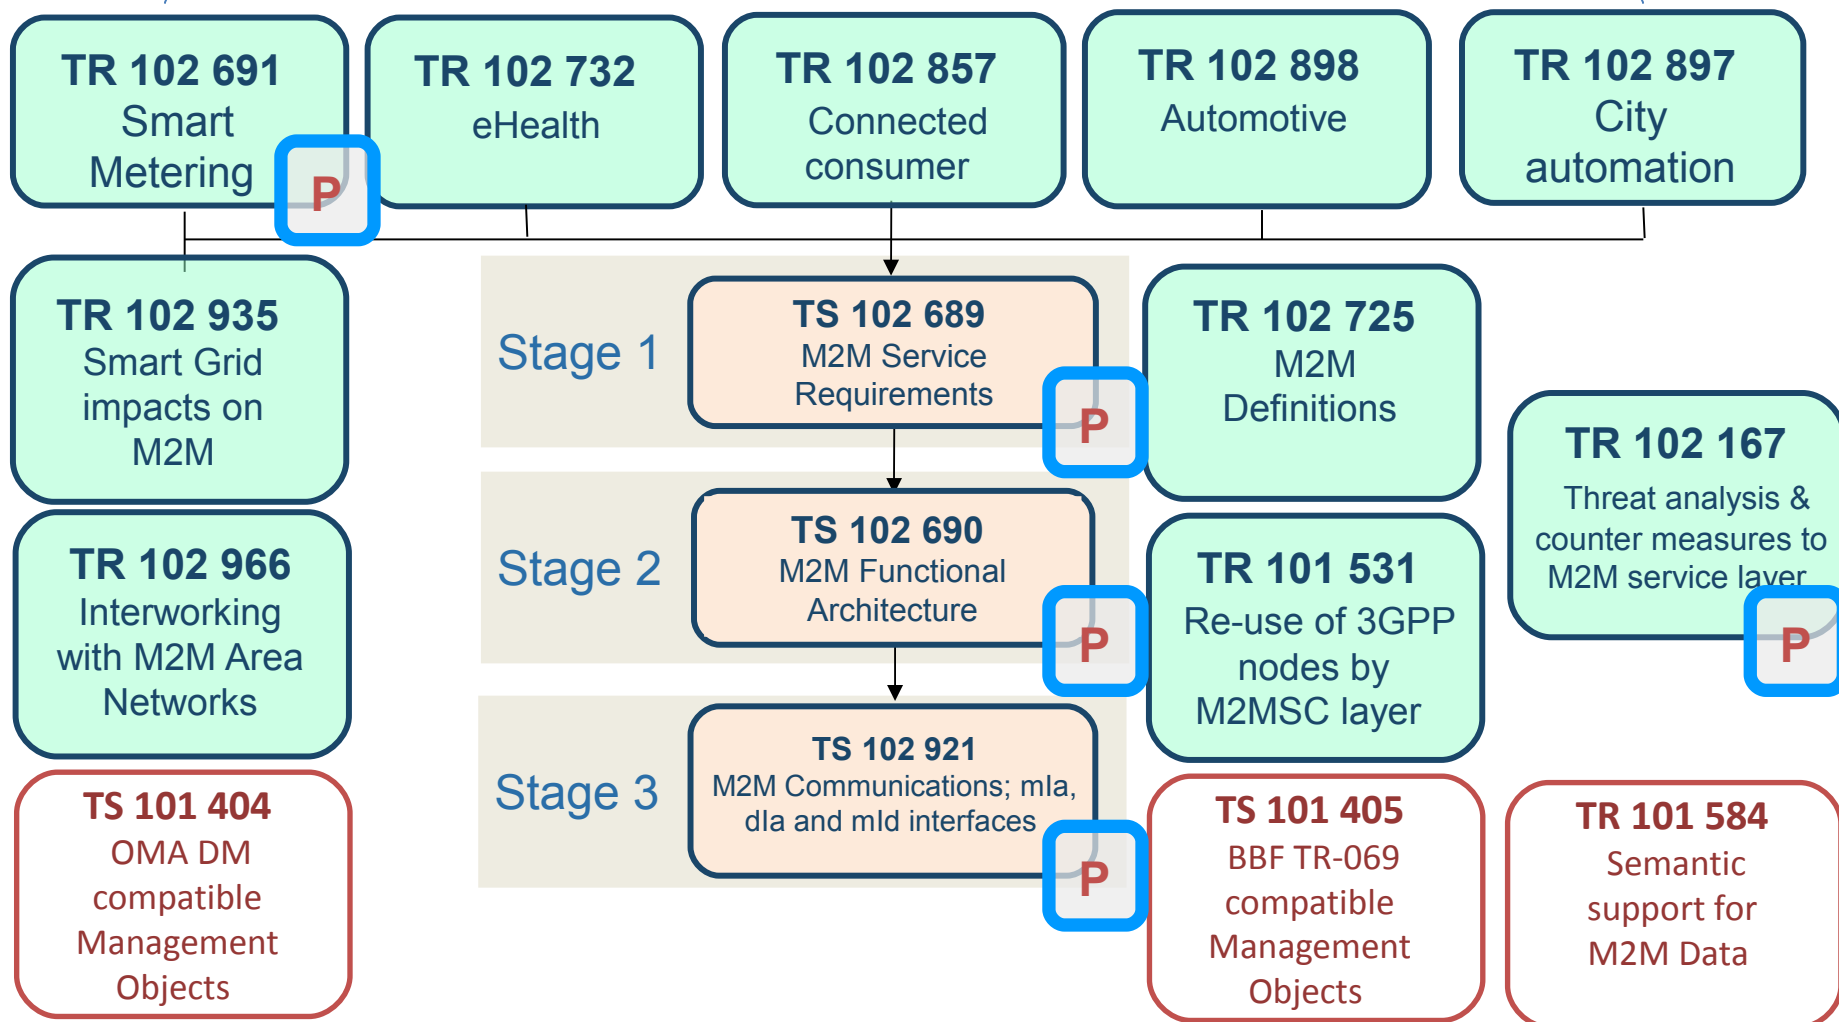 TR 102 691
Smart
Metering
P
TR 102 732
eHealth
TR 102 857
Connected
consumer
TR 102 898
Automotive
TR 102 897
City
automation
TR 102 935
Smart Grid
impacts on
M2M
Stage 1
TS 102 689
M2M Service
Requirements
P
TR 102 725
M2M
Definitions
TR 102 167
Threat analysis &
counter measures to
M2M service layer
P
TR 102 966
Interworking
with M2M Area
Networks
Stage 2
TS 102 690
M2M Functional
Architecture
P
TR 101 531
Re-use of 3GPP
nodes by
M2MSC layer
Stage 3
TS 102 921
M2M Communications; mIa,
dIa and mId interfaces
P
TS 101 404
OMA DM
compatible
Management
Objects
TS 101 405
BBF TR-069
compatible
Management
Objects
TR 101 584
Semantic
support for
M2M Data